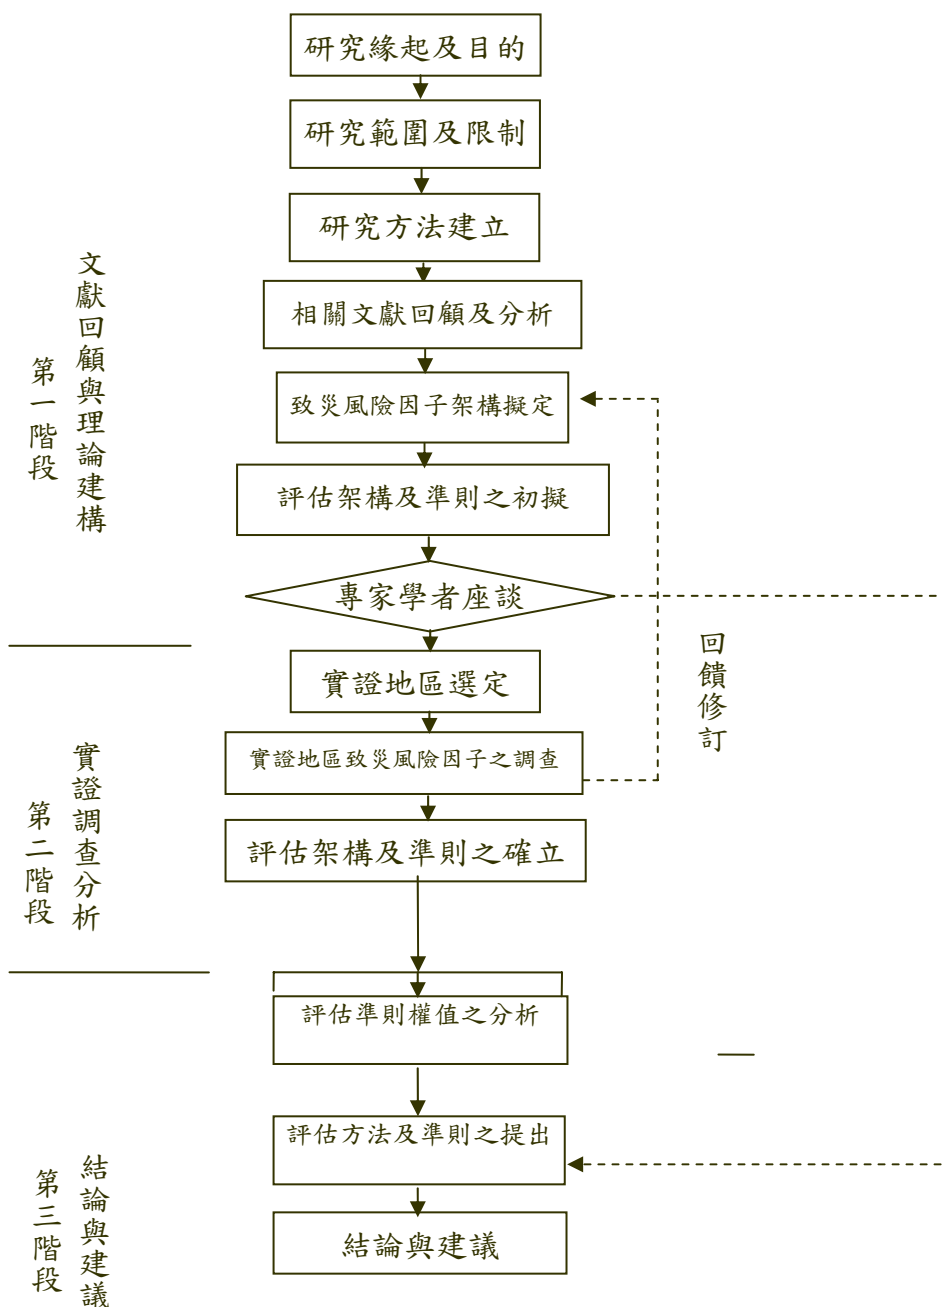 研究緣起及目的
研究範圍及限制
研究方法建立
相關文獻回顧及分析
致災風險因子架構擬定
評估架構及準則之初擬
專家學者座談
文獻回顧與理論建構
第一階段
實證地區選定
實證地區致災風險因子之調查
評估架構及準則之確立
回饋修訂
實證調查分析
第二階段
評估準則權值之分析
評估方法及準則之提出
結論與建議
結論與建議
第三階段